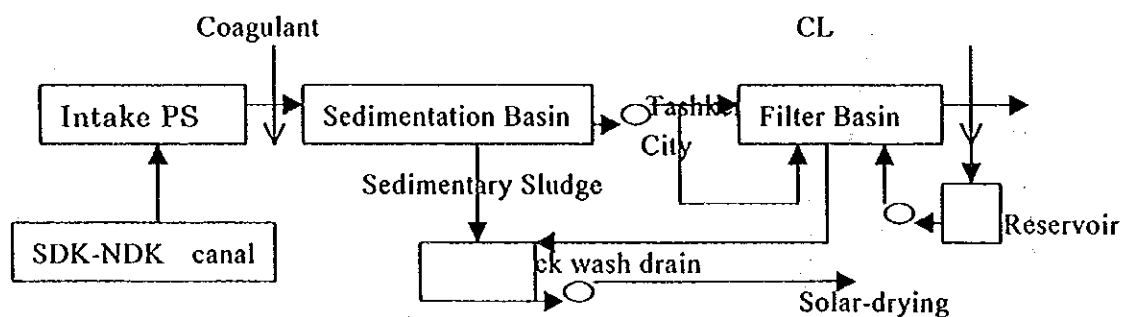 Coagulant
CL
Intake PS
Sedimentation Basin
Tashke
City
Filter Basin
Sedimentary Sludge
SDK-NDK canal
ck wash drain
Reservoir
Solar-drying